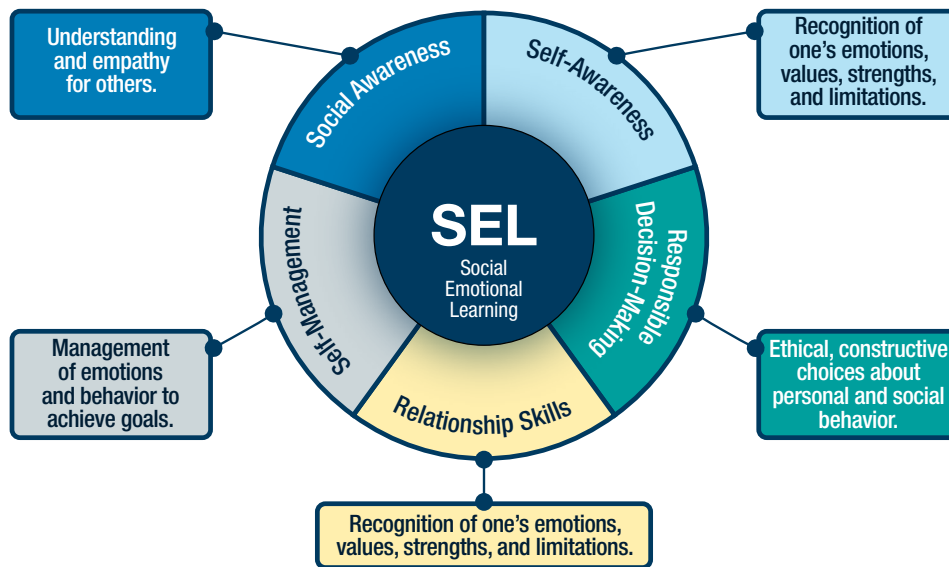 Understanding
and empathy
for others.
Social Awareness
Self-Awareness
Recognition of
one’s emotions,
values, strengths,
and limitations.
SEL
Social
Emotional
Learning
Self-Management
Responsible
Decision-Making
Management
of emotions
and behavior to
achieve goals.
Relationship Skills
Ethical, constructive
choices about
personal and social
behavior.
Recognition of one’s emotions,
values, strengths, and limitations.